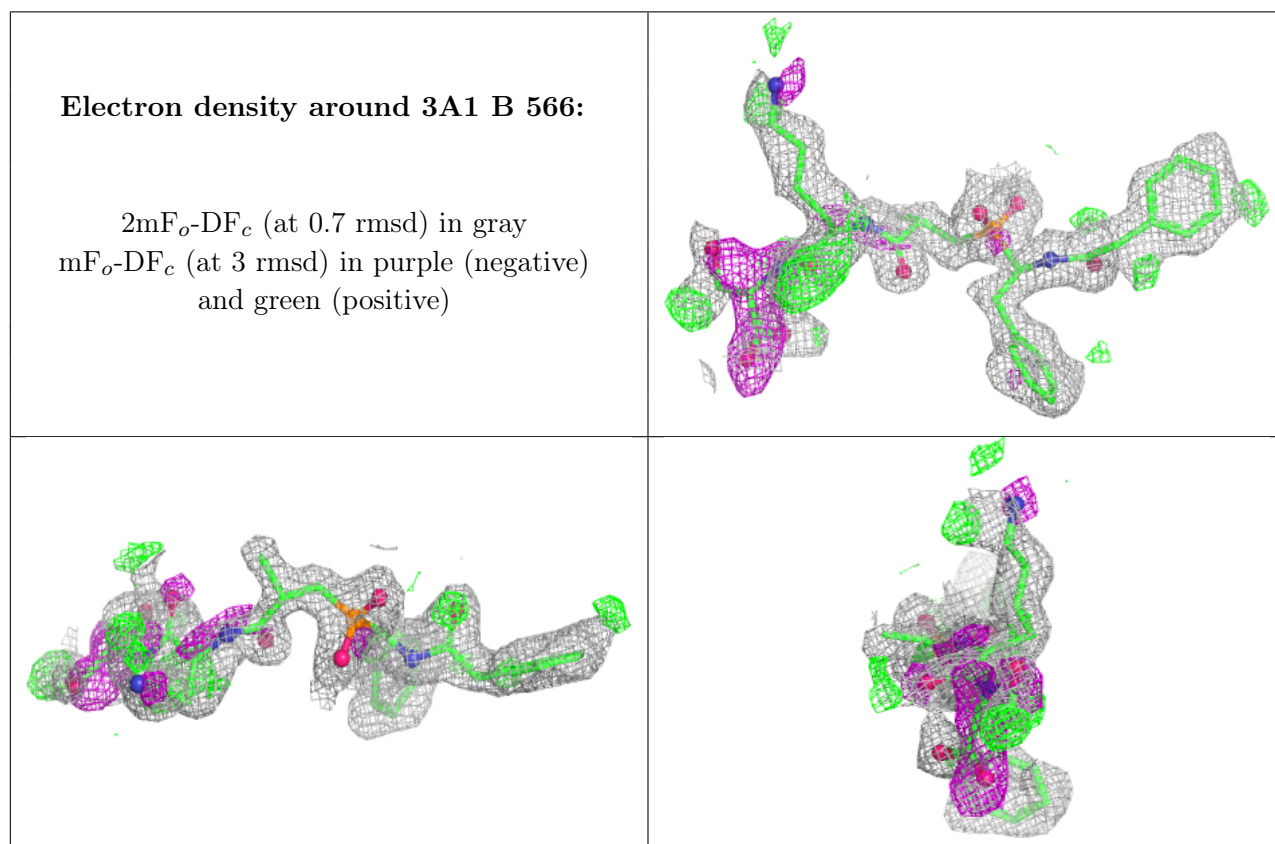 Electron density around 3A1 B 566:
2mFo-DFc (at 0.7 rmsd) in gray
mFo-DFc (at 3 rmsd) in purple (negative)
and green (positive)